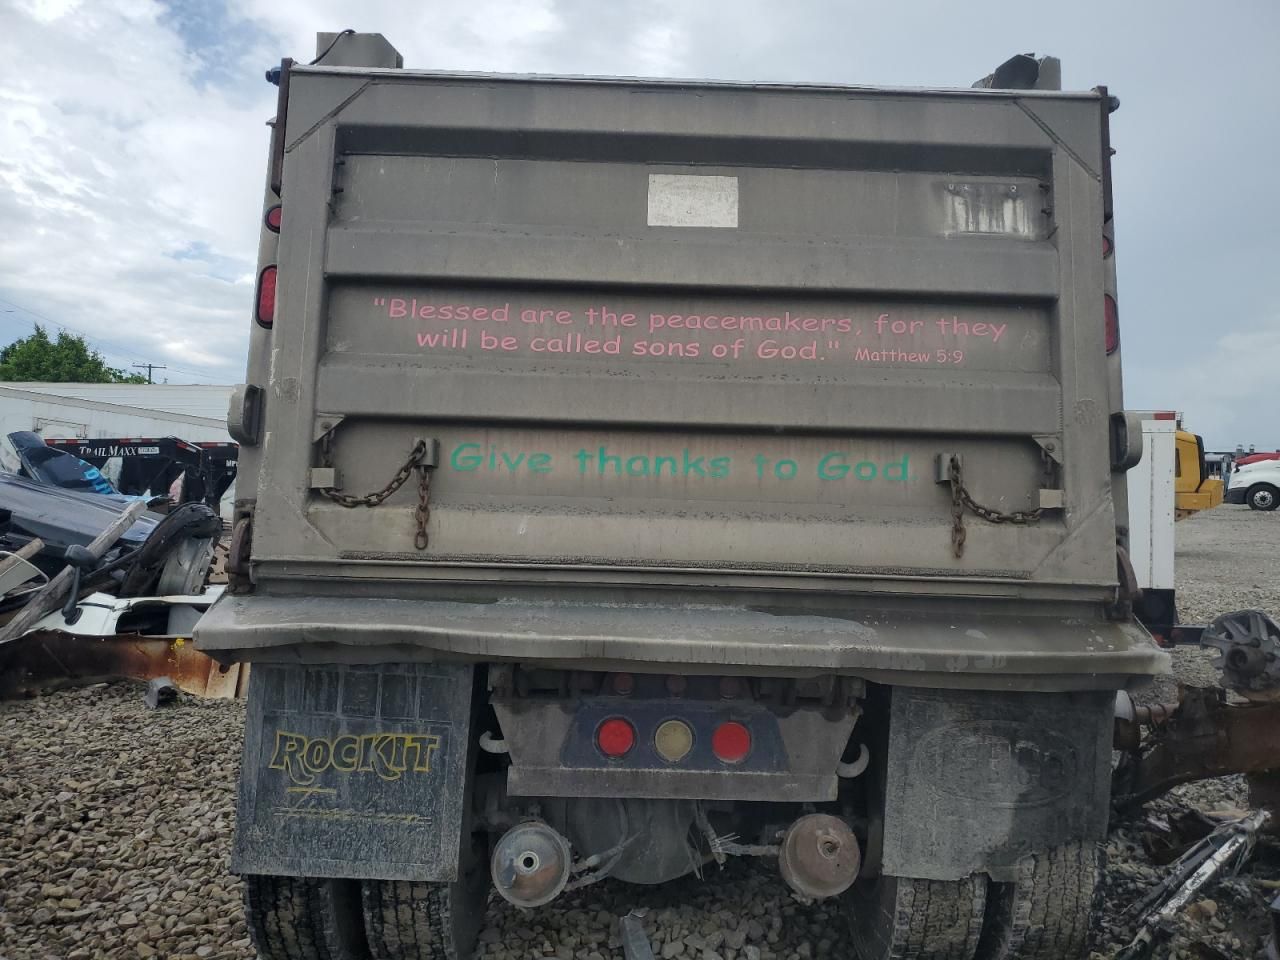 "Blessed are the peacemakers, for they
will be called sons of God." Matthew 5:9
Give thanks to God.
TRAILMAXX
ROCKIT